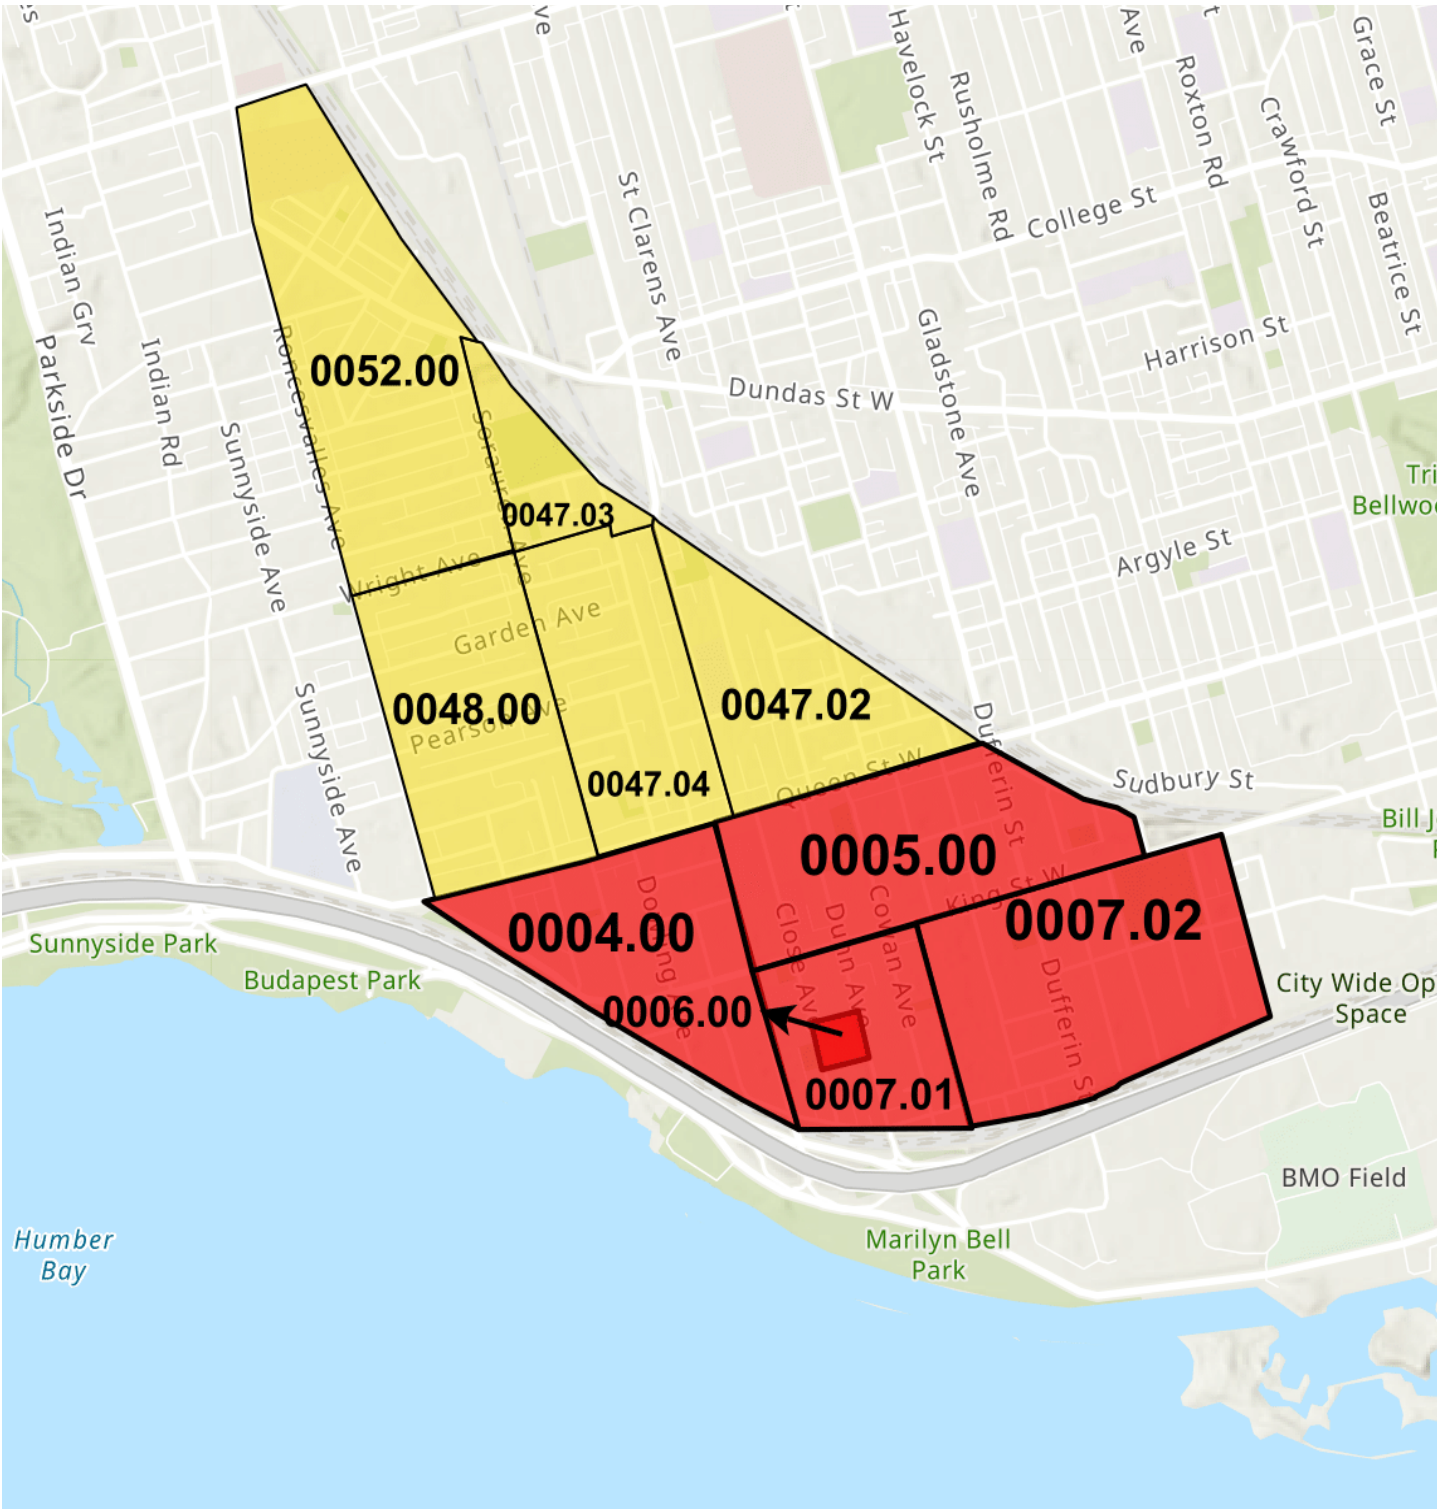 Havelock St
Rusholme Rd
Ave
Roxton Rd
Grace St
Crawford St
Beatrice St
College St
St Clarens Ave
Indian Grv
Parkside Dr
Indian Rd
Roncesvalles Ave
Sunnyside Ave
0052.00
Sorauren Ave
Dundas St W
Gladstone Ave
Harrison St
0047.03
Wright Ave
Argyle St
Garden Ave
0048.00
Pearson Ave
0047.02
0047.04
Sunnyside Ave
Queen St W
Dufferin St
Sudbury St
0005.00
King St W
0004.00
0007.02
Dowling Ave
Close Ave
Dunn Ave
Cowan Ave
0006.00
0007.01
Dufferin St
Sunnyside Park
Budapest Park
City Wide Op
Space
BMO Field
Marilyn Bell
Park
Humber
Bay
Tri
Bellwo
Bill J